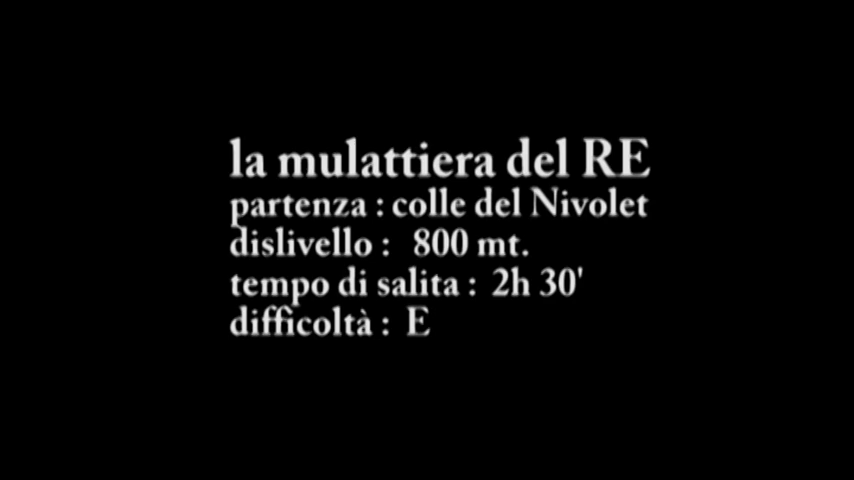 la mulattiera del RE
partenza : colle del Nivolet
dislivello : 800 mt.
tempo di salita : 2h 30'
difficoltà : E